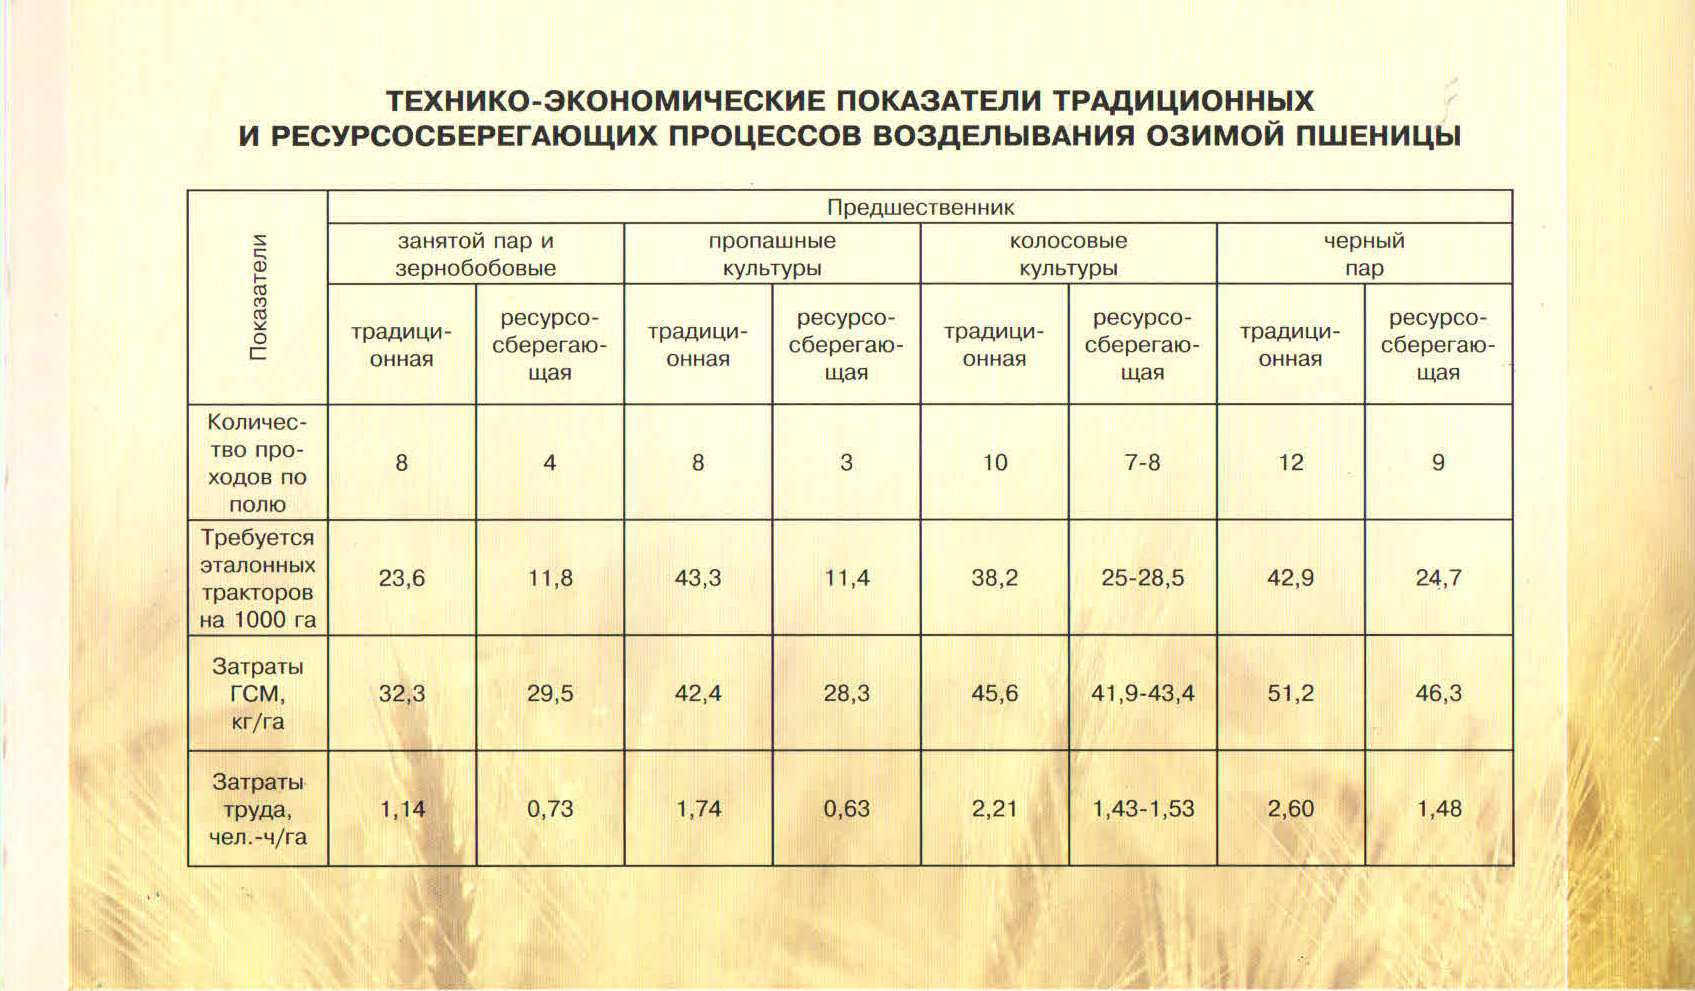 ТЕХНИКО-ЭКОНОМИЧЕСКИЕ ПОКАЗАТЕЛИ ТРАДИЦИОННЫХ
И РЕСУРСОСБЕРЕГАЮЩИХ ПРОЦЕССОВ ВОЗДЕЛЫВАНИЯ ОЗИМОЙ ПШЕНИЦЫ
Показатели
Предшественник
занятой пар и
зернобобовые
пропашные
культуры
колосовые
культуры
черный
пар
традици-
онная
ресурсо-
сберегаю-
щая
традици-
онная
ресурсо-
сберегаю-
щая
традици-
онная
ресурсо-
сберегаю-
щая
традици-
онная
ресурсо-
сберегаю-
щая
Количес-
тво про-
ходов по
полю
8 4 8 3 10 7-8 12 9
Требуется
эталонных
тракторов
на 1000 га
23,6 11,8 43,3 11,4 38,2 25-28,5 42,9 24,7
Затраты
ГСМ,
кг/га
32,3 29,5 42,4 28,3 45,6 41,9-43,4 51,2 46,3
Затраты
труда,
чел.-ч/га
1,14 0,73 1,74 0,63 2,21 1,43-1,53 2,60 1,48